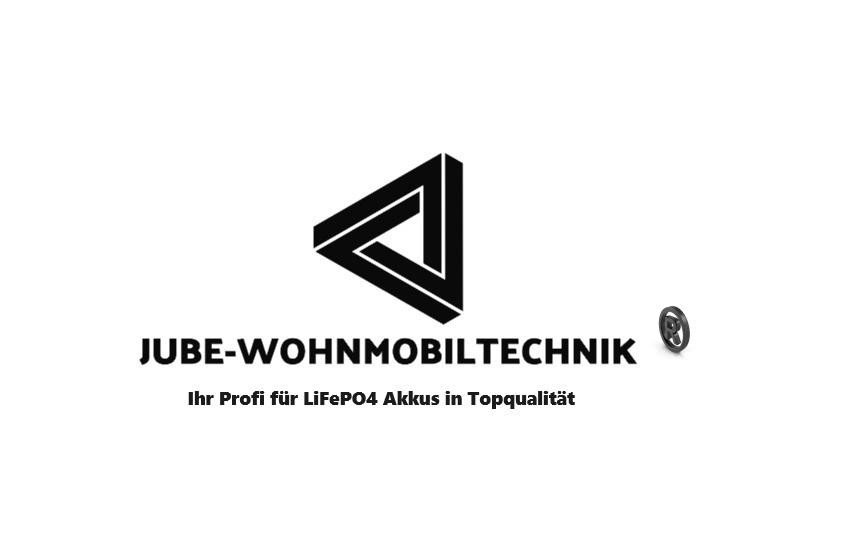 JUBE-WOHNMOBILTECHNIK
®
Ihr Profi für LiFePO4 Akkus in Topqualität